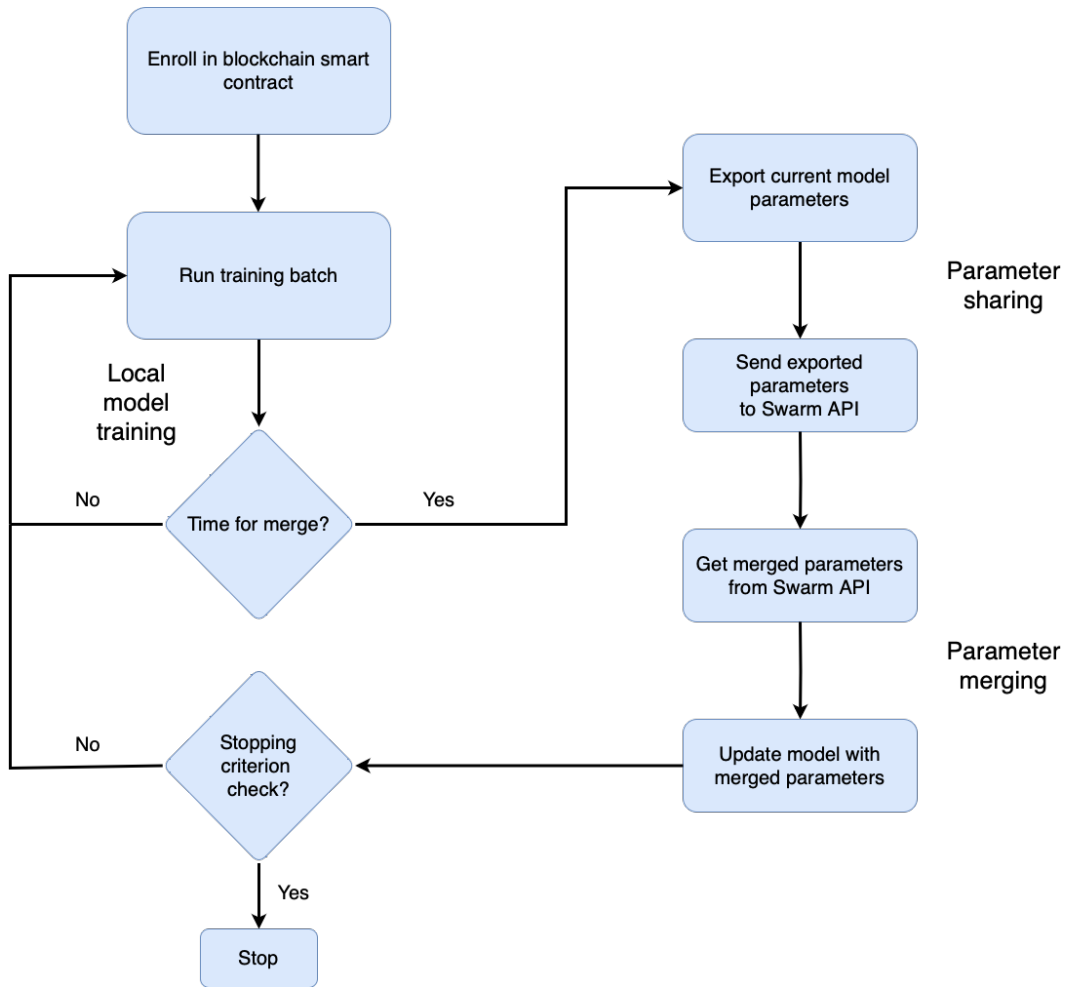 Enroll in blockchain smart
contract
Run training batch
Local
model
training
No
Time for merge?
Yes
Export current model
parameters
Parameter
sharing
Send exported
parameters
to Swarm API
Get merged parameters
from Swarm API
Parameter
merging
Update model with
merged parameters
Stopping
criterion
check?
No
Yes
Stop